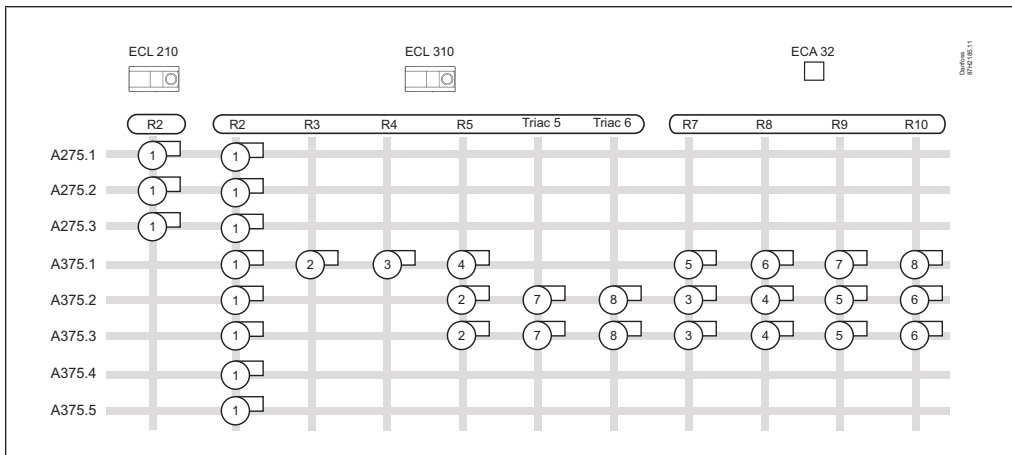 ECL 210 ECL 310 ECA 32
Danfoss
87H2185.11
R2 R2 R3 R4 R5 Triac 5 Triac 6 R7 R8 R9 R10
A275.1 1 1
A275.2 1 1
A275.3 1 1
A375.1 1 2 3 4 5 6 7 8
A375.2 1 2 7 8 3 4 5 6
A375.3 1 2 7 8 3 4 5 6
A375.4 1
A375.5 1